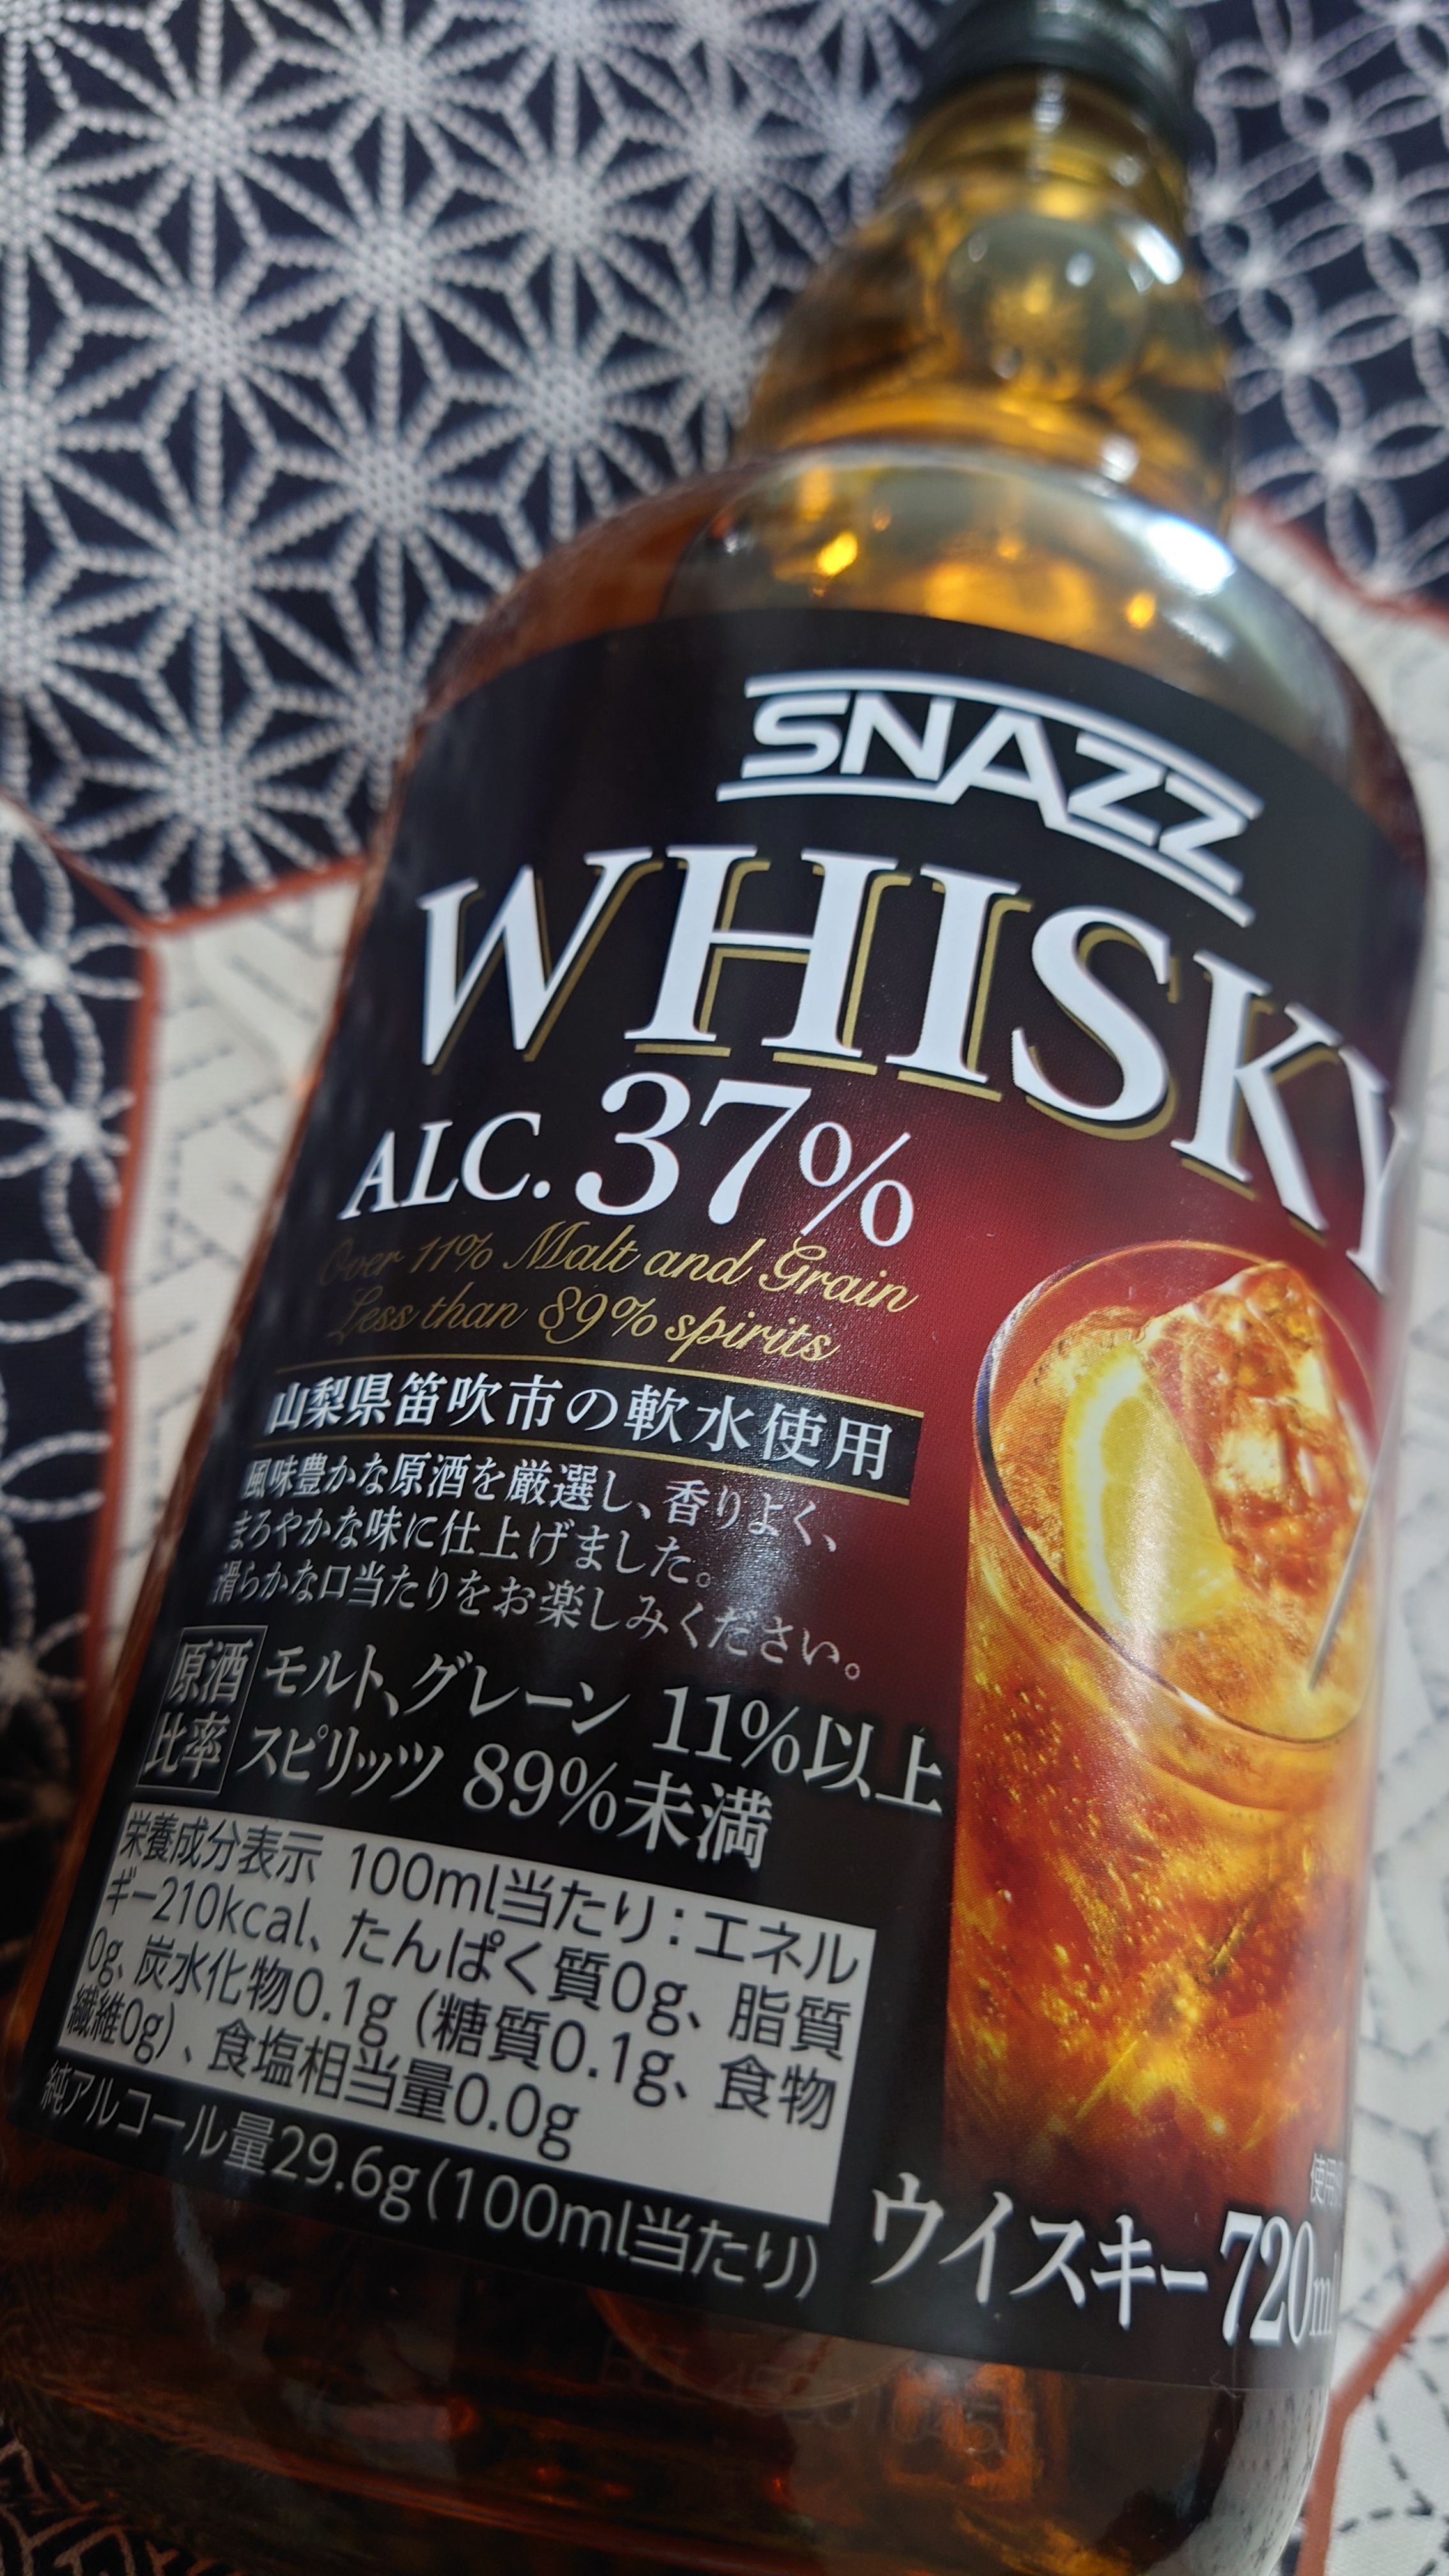 SNAZZ
WHISKY
ALC. 37%
Over 11% Malt and Grain
Less than 89% spirits
山梨県笛吹市の軟水使用
風味豊かな原酒を厳選し、香りよく、
まろやかな味に仕上げました。
滑らかな口当たりをお楽しみください。
原酒比率
モルト、グレーン 11%以上
スピリッツ 89%未満
栄養成分表示 100ml当たり：エネル
ギー210kcal、たんぱく質0g、脂質
0g、炭水化物0.1g（糖質0.1g、食物
繊維0g）、食塩相当量0.0g
純アルコール量29.6g(100ml当たり)
ウイスキー 720ml